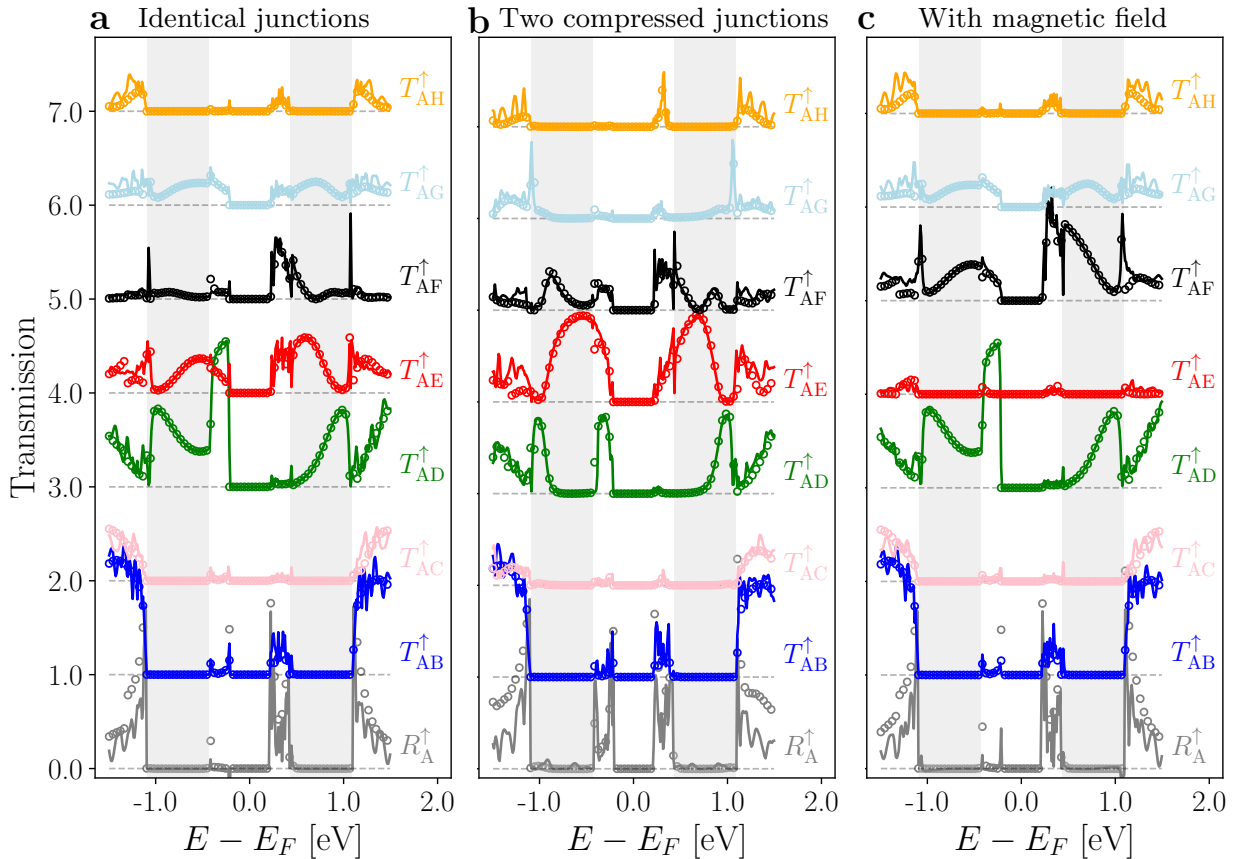 a Identical junctions
b Two compressed junctions
c With magnetic field
Transmission
7.0
6.0
5.0
4.0
3.0
2.0
1.0
0.0
T↑AH
T↑AG
T↑AF
T↑AE
T↑AD
T↑AC
T↑AB
R↑A
-1.0 0.0 1.0 2.0
E − EF [eV]
T↑AH
T↑AG
T↑AF
T↑AE
T↑AD
T↑AC
T↑AB
R↑A
-1.0 0.0 1.0 2.0
E − EF [eV]
T↑AH
T↑AG
T↑AF
T↑AE
T↑AD
T↑AC
T↑AB
R↑A
-1.0 0.0 1.0 2.0
E − EF [eV]